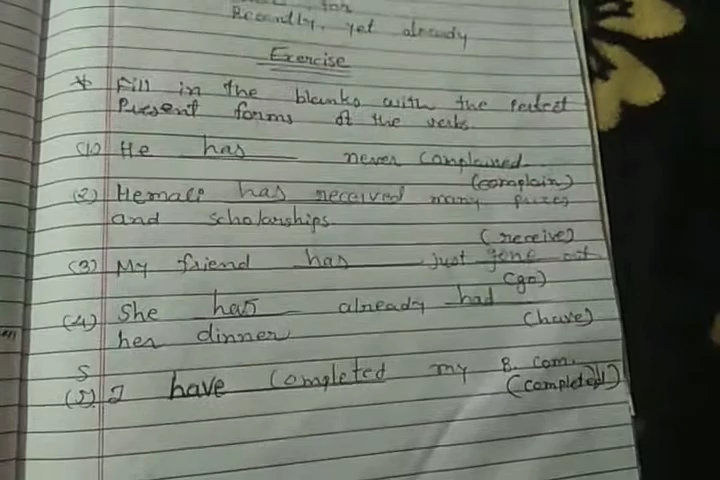 for
Recently, yet already
Exercise
* Fill in the blanks with the perfect
Present forms of the verbs
(1) He has never complained
(complain)
(2) Hemali has received many prizes
and scholarships.
(receive)
(3) My friend has just gone out
(go)
(4) She has already had
her dinner
(have)
S
(5) I have completed my B. com.
(completed)